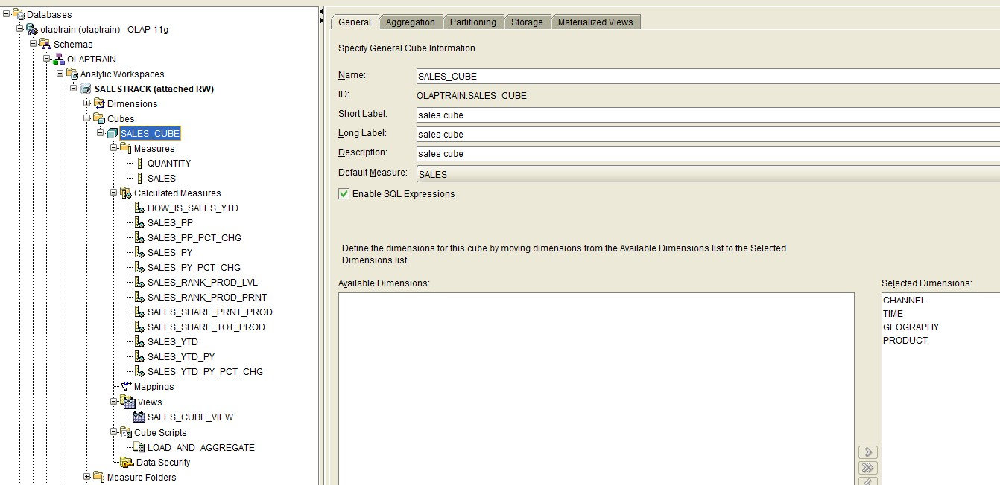 Databases
olaptrain (olaptrain) - OLAP 11g
Schemas
OLAPTRAIN
Analytic Workspaces
SALESTRACK (attached RW)
Dimensions
Cubes
SALES_CUBE
Measures
QUANTITY
SALES
Calculated Measures
HOW_IS_SALES_YTD
SALES_PP
SALES_PP_PCT_CHG
SALES_PY
SALES_PY_PCT_CHG
SALES_RANK_PROD_LVL
SALES_RANK_PROD_PRNT
SALES_SHARE_PRNT_PROD
SALES_SHARE_TOT_PROD
SALES_YTD
SALES_YTD_PY
SALES_YTD_PY_PCT_CHG
Mappings
Views
SALES_CUBE_VIEW
Cube Scripts
LOAD_AND_AGGREGATE
Data Security
Measure Folders
General Aggregation Partitioning Storage Materialized Views
Specify General Cube Information
Name: SALES_CUBE
ID: OLAPTRAIN.SALES_CUBE
Short Label: sales cube
Long Label: sales cube
Description: sales cube
Default Measure: SALES
Enable SQL Expressions
Define the dimensions for this cube by moving dimensions from the Available Dimensions list to the Selected
Dimensions list
Available Dimensions:
Selected Dimensions:
CHANNEL
TIME
GEOGRAPHY
PRODUCT